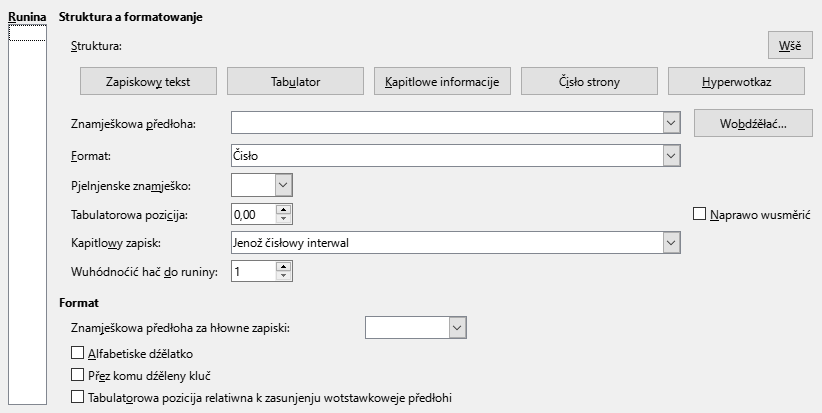 Runina
Struktura a formatowanje
Struktura:
Wšě
Zapiskowy tekst
Tabulator
Kapitlowe informacije
Čisło strony
Hyperwotkaz
Znamješkowa předłoha:
Wobdźěłać...
Format:
Čisło
Pjelnjenske znamješko:
Tabulatorowa pozicija:
0,00
Naprawo wusměrić
Kapitlowy zapisk:
Jenož čisłowy interwal
Wuhódnoćić hač do runiny:
1
Format
Znamješkowa předłoha za hłowne zapiski:
Alfabetiske dźělatko
Přez komu dźěleny kluč
Tabulatorowa pozicija relatiwna k zasunjenju wotstawkoweje předłohi